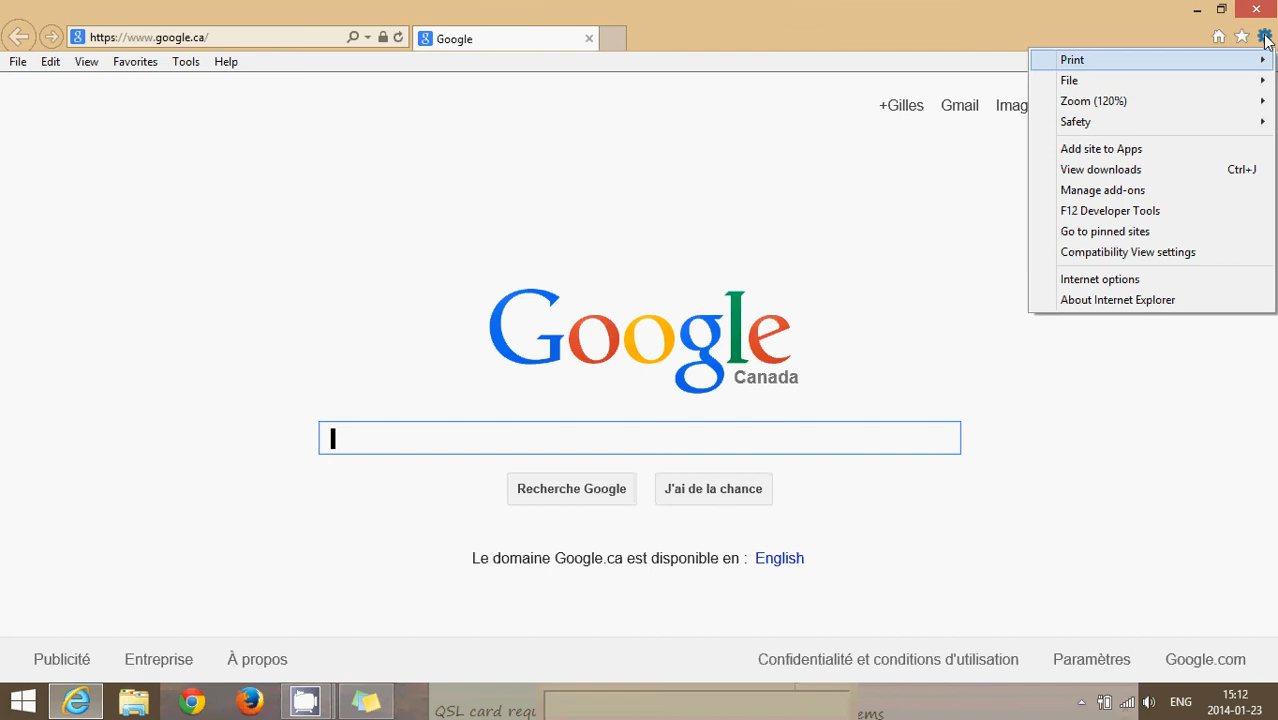 https://www.google.ca/
Google
File Edit View Favorites Tools Help
+Gilles Gmail Imag
Print
File
Zoom (120%)
Safety
Add site to Apps
View downloads Ctrl+J
Manage add-ons
F12 Developer Tools
Go to pinned sites
Compatibility View settings
Internet options
About Internet Explorer
Google
Canada
Recherche Google J'ai de la chance
Le domaine Google.ca est disponible en : English
Publicité Entreprise À propos Confidentialité et conditions d'utilisation Paramètres Google.com
QSL card requ ems
ENG
15:12
2014-01-23